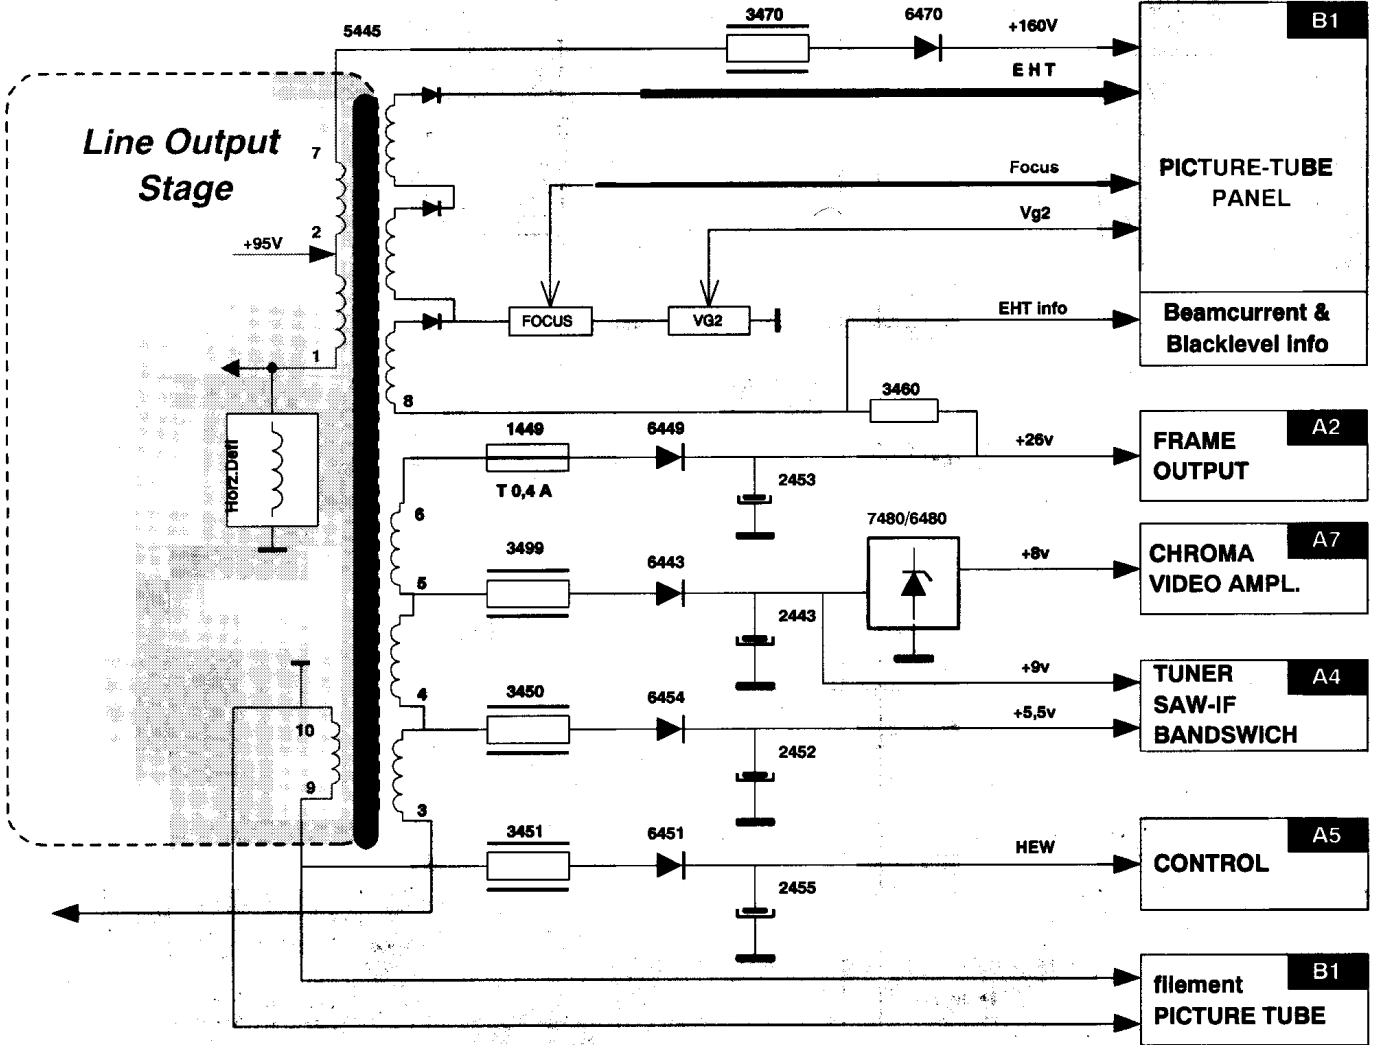 3470
6470
B1
5445
+160V
EHT
Line Output
Stage
7
Focus
PICTURE-TUBE
PANEL
Vg2
2
+95V
EHT info
FOCUS
VG2
Beamcurrent &
Blacklevel info
1
8
3460
Horz.Defl
1449
6449
+26v
FRAME
OUTPUT
A2
T 0,4 A
2453
6
7480/6480
3499
6443
+8v
CHROMA
VIDEO AMPL.
A7
5
2443
+9v
TUNER
SAW-IF
BANDSWICH
A4
4
3450
6454
+5,5v
10
2452
9
3
3451
6451
HEW
CONTROL
A5
2455
filement
PICTURE TUBE
B1